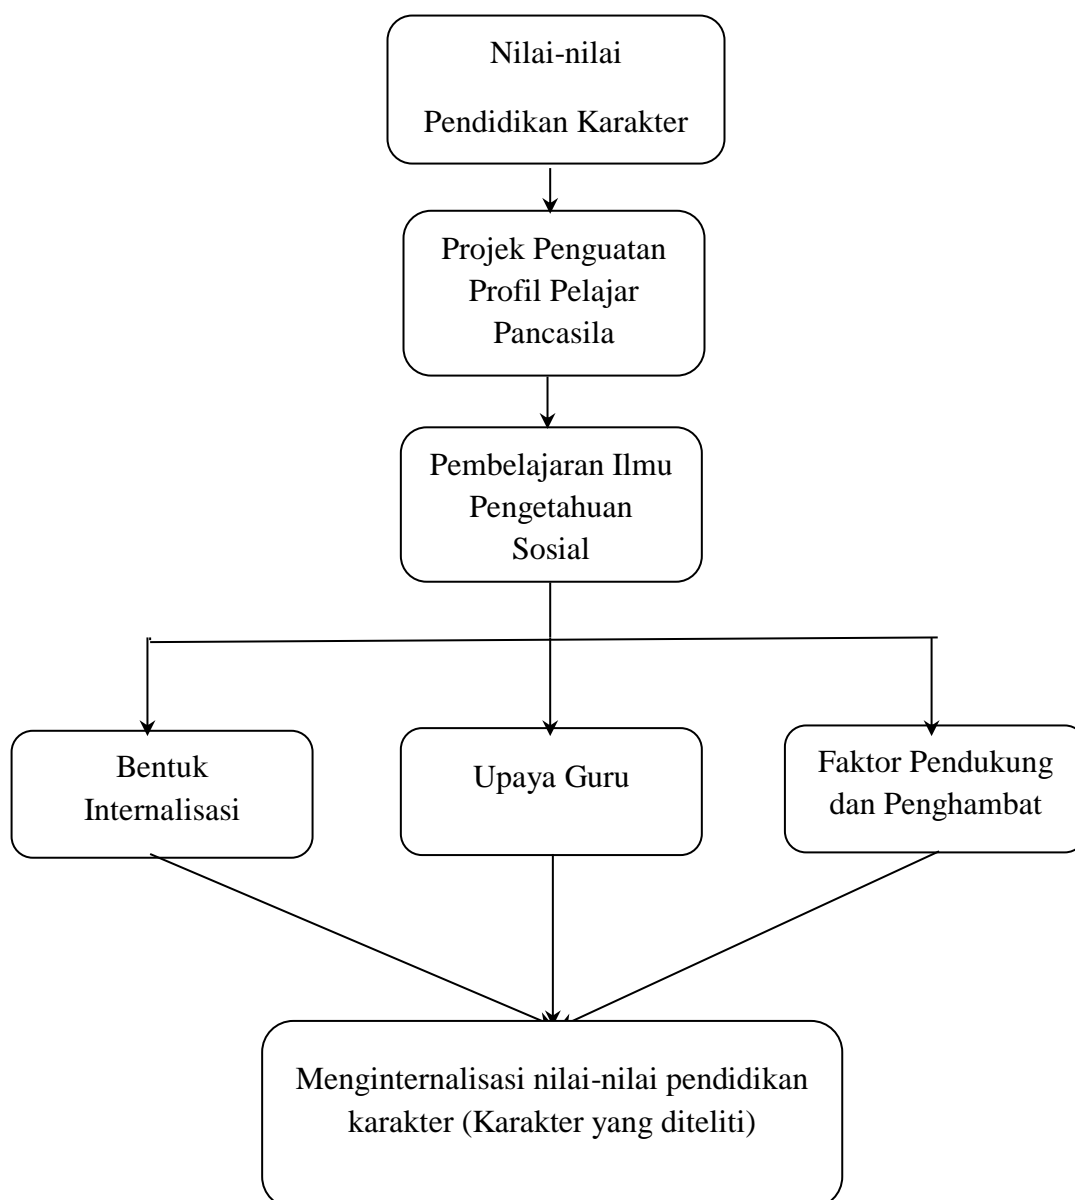 Nilai-nilai
Pendidikan Karakter
Projek Penguatan
Profil Pelajar
Pancasila
Pembelajaran Ilmu
Pengetahuan
Sosial
Bentuk
Internalisasi
Upaya Guru
Faktor Pendukung
dan Penghambat
Menginternalisasi nilai-nilai pendidikan
karakter (Karakter yang diteliti)